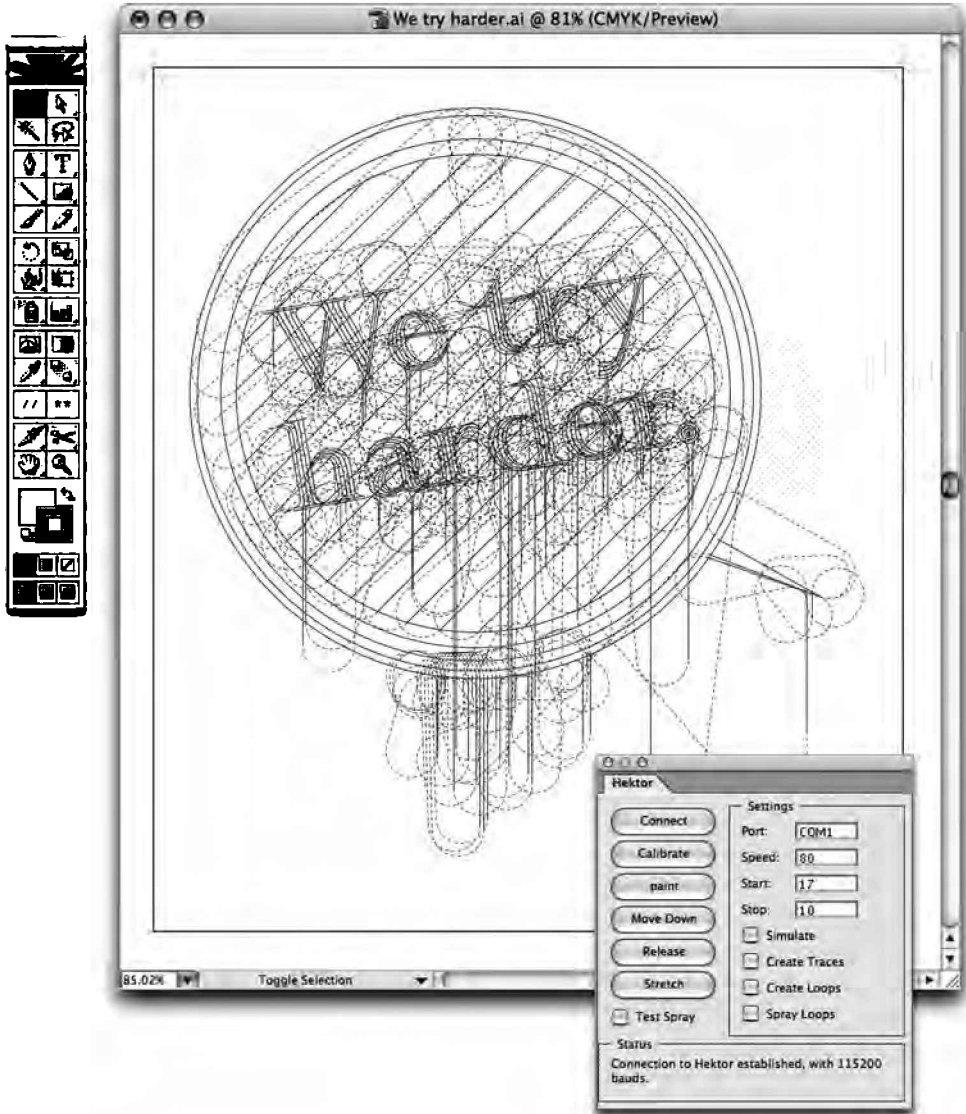 We try harder.ai @ 81% (CMYK/Preview)
T
We try
harder.
85.02%
Toggle Selection
Hektor
Connect
Calibrate
paint
Move Down
Release
Stretch
Test Spray
Settings
Port: COM1
Speed: 80
Start: 17
Stop: 10
Simulate
Create Traces
Create Loops
Spray Loops
Status
Connection to Hektor established, with 115200
bauds.